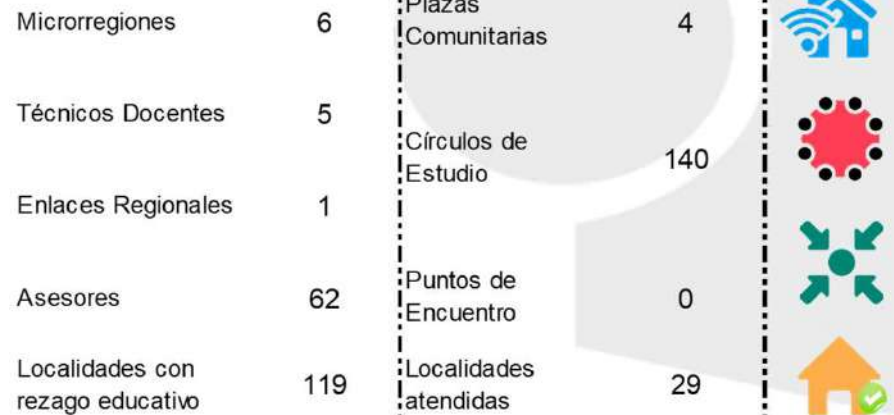 Microrregiones 6
Técnicos Docentes 5
Enlaces Regionales 1
Asesores 62
Localidades con
rezago educativo 119
Plazas
Comunitarias 4
Círculos de
Estudio 140
Puntos de
Encuentro 0
Localidades
atendidas 29